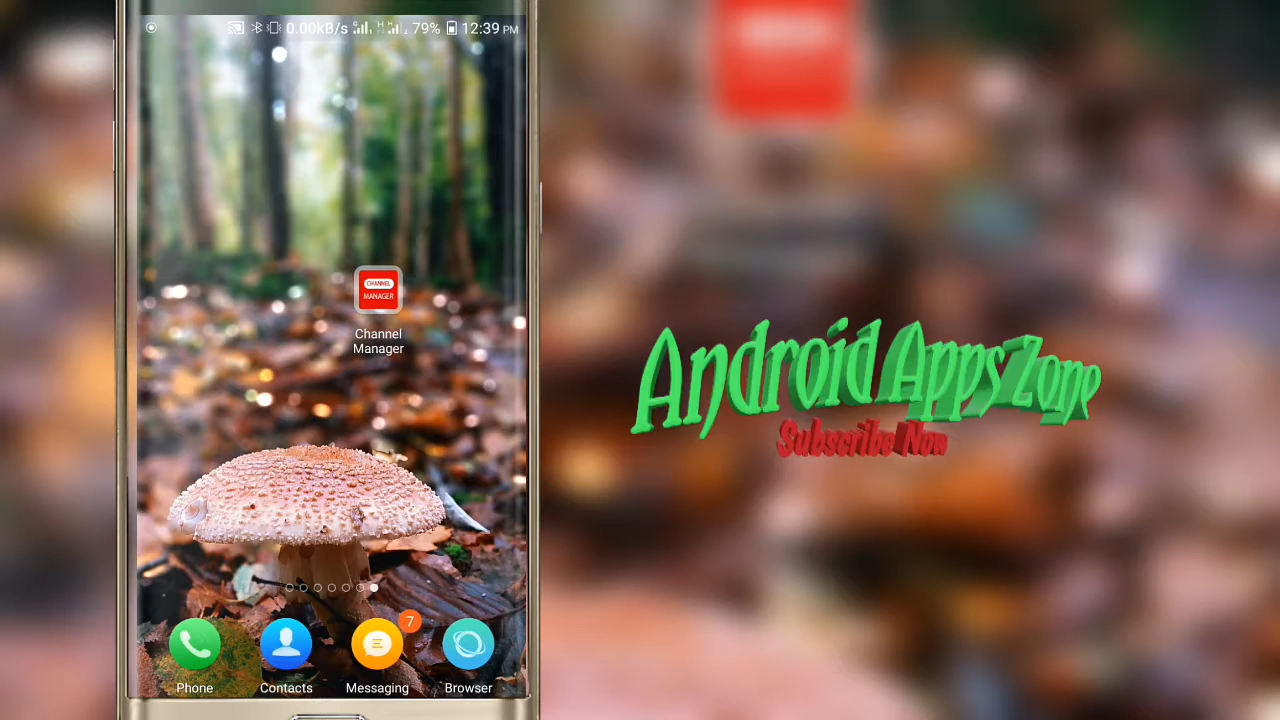 0.00kB/s 79% 12:39 PM
CHANNEL
MANAGER
Channel
Manager
Android Apps Zone
Subscribe Now
7
Phone Contacts Messaging Browser